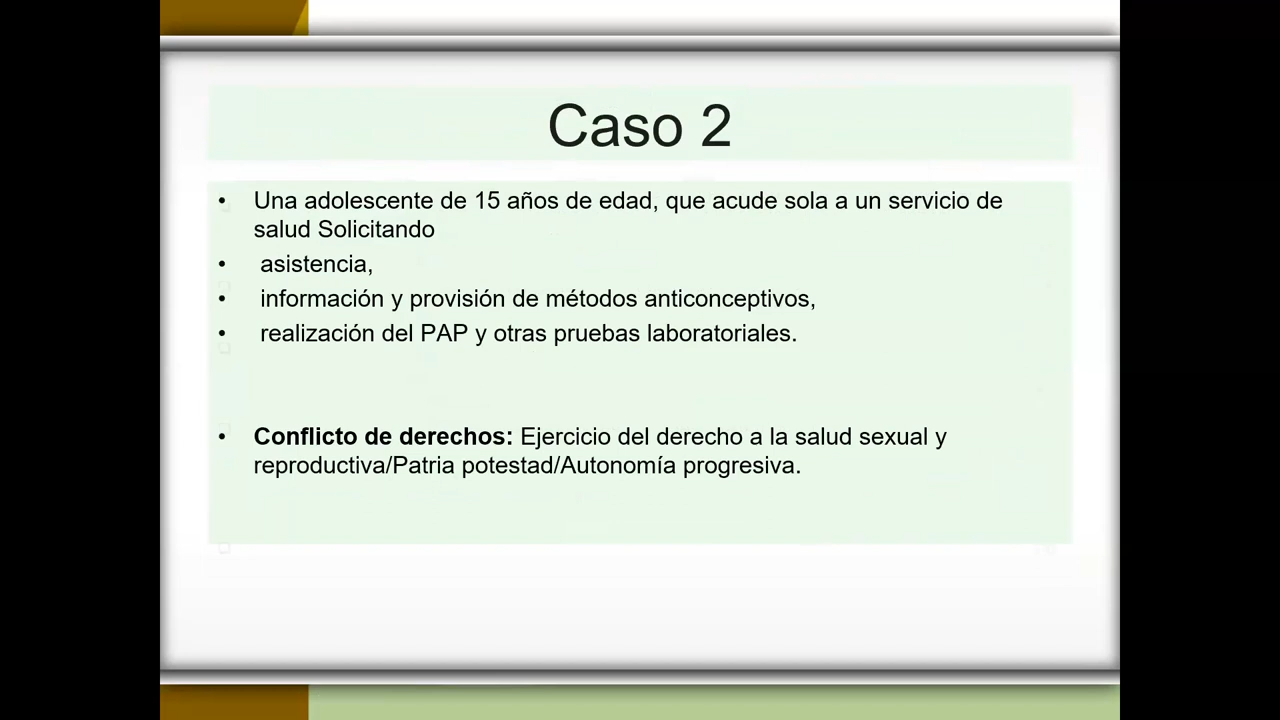 Caso 2
• Una adolescente de 15 años de edad, que acude sola a un servicio de
salud Solicitando
• asistencia,
• información y provisión de métodos anticonceptivos,
• realización del PAP y otras pruebas laboratoriales.
• Conflicto de derechos: Ejercicio del derecho a la salud sexual y
reproductiva/Patria potestad/Autonomía progresiva.